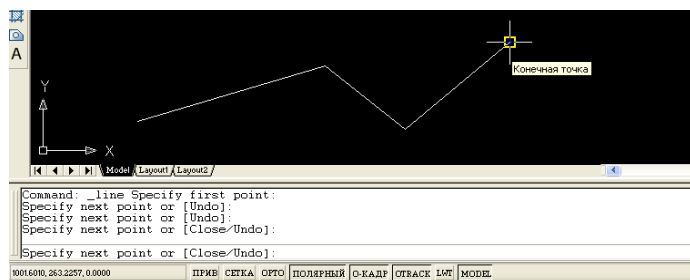 A
Y
X
Конечная точка
Model Layout1 Layout2
Command: _line Specify first point:
Specify next point or [Undo]:
Specify next point or [Undo]:
Specify next point or [Close/Undo]:
Specify next point or [Close/Undo]:
1001.6010, 263.2257, 0.0000 ПРИВ СЕТКА ОРТО ПОЛЯРНЫЙ О-КАДР OTRACK LWT MODEL